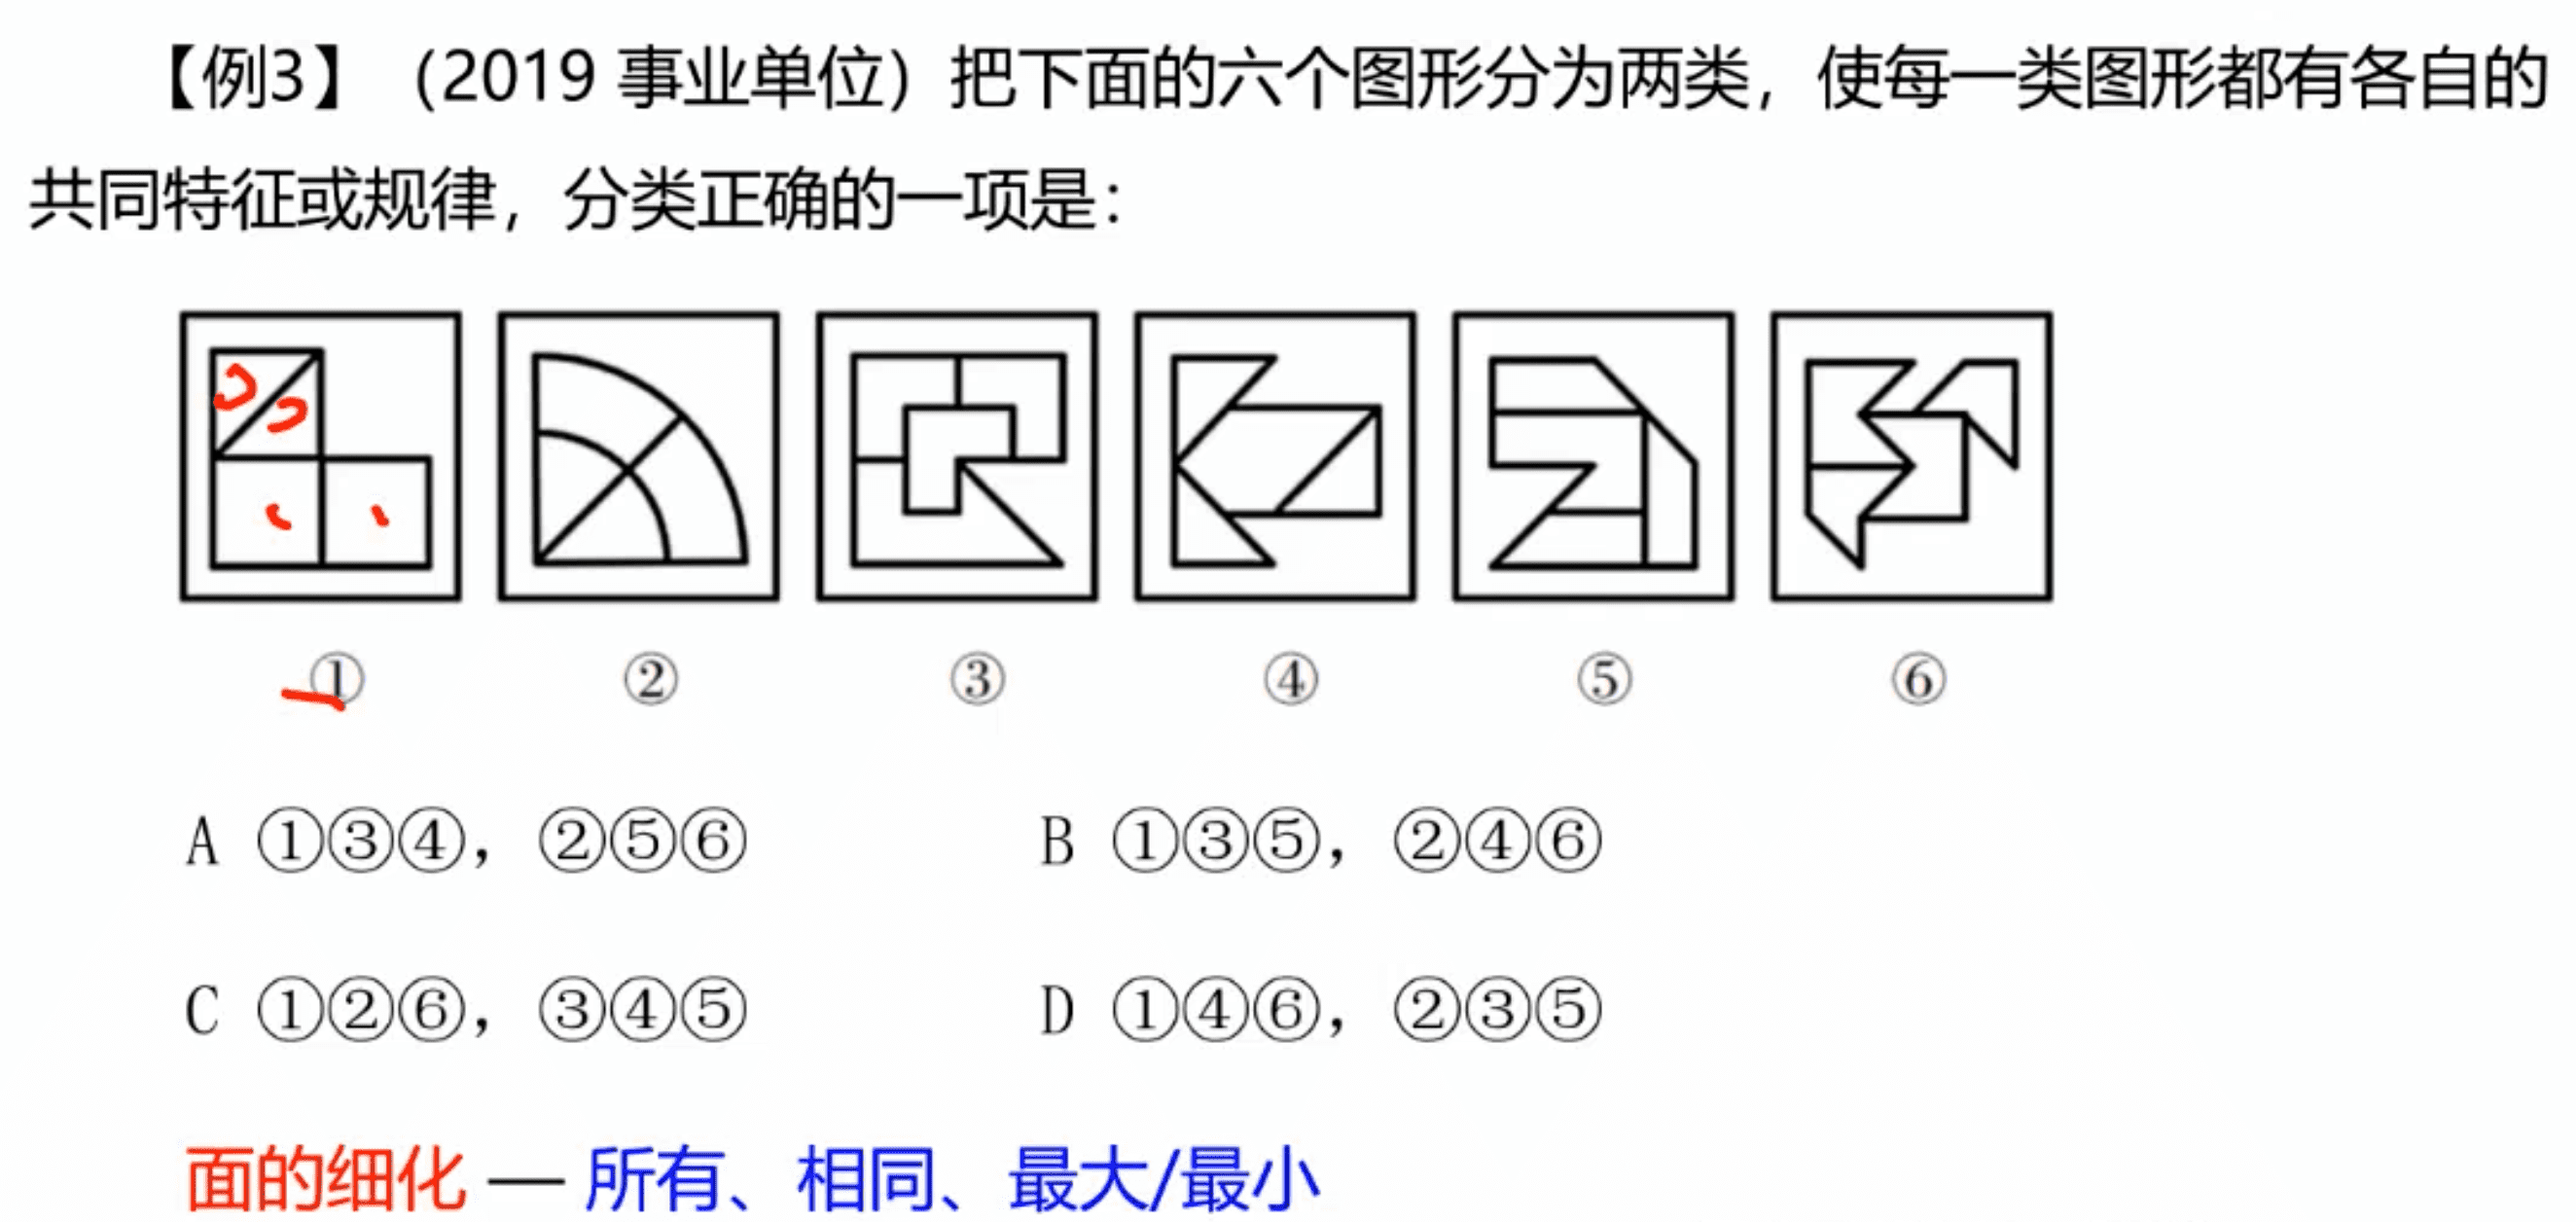 【例3】（2019 事业单位）把下面的六个图形分为两类，使每一类图形都有各自的
共同特征或规律，分类正确的一项是：
① ② ③ ④ ⑤ ⑥
A ①③④，②⑤⑥ B ①③⑤，②④⑥
C ①②⑥，③④⑤ D ①④⑥，②③⑤
面的细化 — 所有、相同、最大/最小